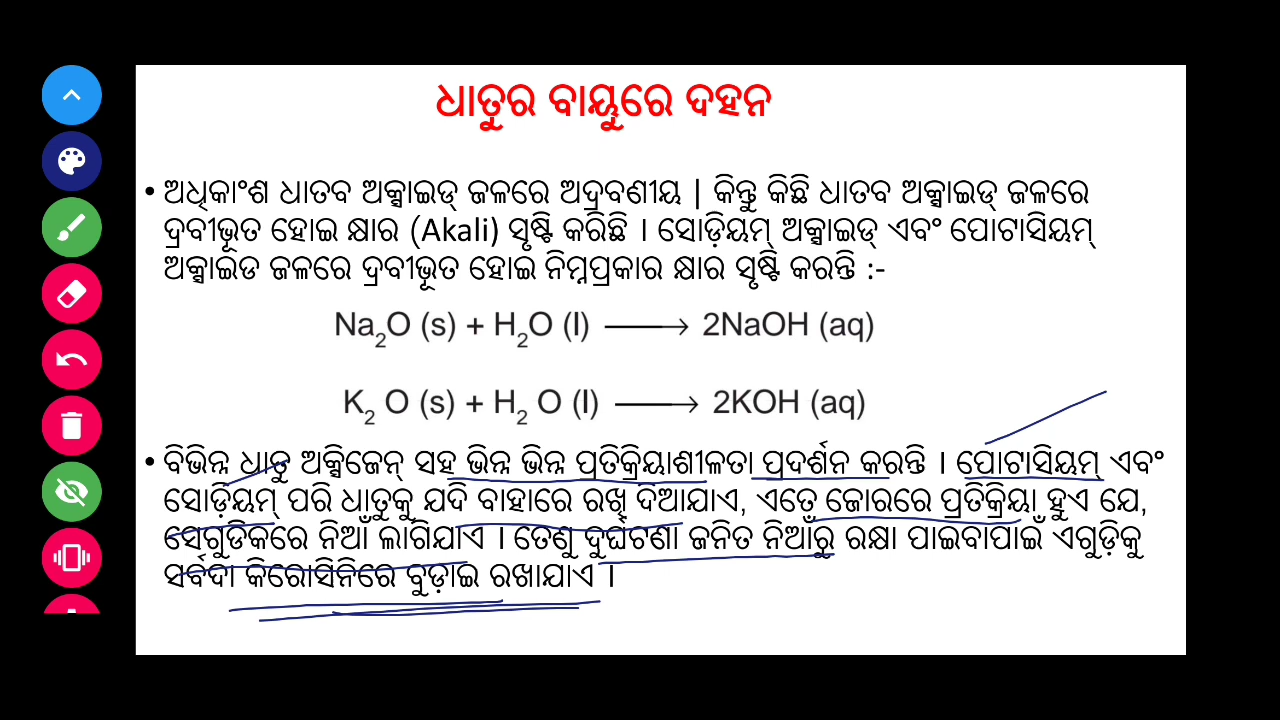 ଧାତୁର ବାୟୁରେ ଦହନ
• ଅଧିକାଂଶ ଧାତବ ଅକ୍ସାଇଡ୍ ଜଳରେ ଅଦ୍ରବଣୀୟ | କିନ୍ତୁ କିଛି ଧାତବ ଅକ୍ସାଇଡ୍ ଜଳରେ
ଦ୍ରବୀଭୂତ ହୋଇ କ୍ଷାର (Akali) ସୃଷ୍ଟି କରିଛି । ସୋଡ଼ିୟମ୍ ଅକ୍ସାଇଡ୍ ଏବଂ ପୋଟାସିୟମ୍
ଅକ୍ସାଇଡ ଜଳରେ ଦ୍ରବୀଭୂତ ହୋଇ ନିମ୍ନପ୍ରକାର କ୍ଷାର ସୃଷ୍ଟି କରନ୍ତି :-
Na₂O (s) + H₂O (l) ⟶ 2NaOH (aq)
K₂ O (s) + H₂ O (l) ⟶ 2KOH (aq)
• ବିଭିନ୍ନ ଧାତୁ ଅକ୍ସିଜେନ୍ ସହ ଭିନ୍ନ ଭିନ୍ନ ପ୍ରତିକ୍ରିୟାଶୀଳତା ପ୍ରଦର୍ଶନ କରନ୍ତି । ପୋଟାସିୟମ୍ ଏବଂ
ସୋଡ଼ିୟମ୍ ପରି ଧାତୁକୁ ଯଦି ବାହାରେ ରଖି ଦିଆଯାଏ, ଏତେ ଜୋରରେ ପ୍ରତିକ୍ରିୟା ହୁଏ ଯେ,
ସେଗୁଡିକରେ ନିଆଁ ଲାଗିଯାଏ । ତେଣୁ ଦୁର୍ଘଟଣା ଜନିତ ନିଆଁରୁ ରକ୍ଷା ପାଇବାପାଇଁ ଏଗୁଡ଼ିକୁ
ସର୍ବଦା କିରୋସିନିରେ ବୁଡ଼ାଇ ରଖାଯାଏ ।